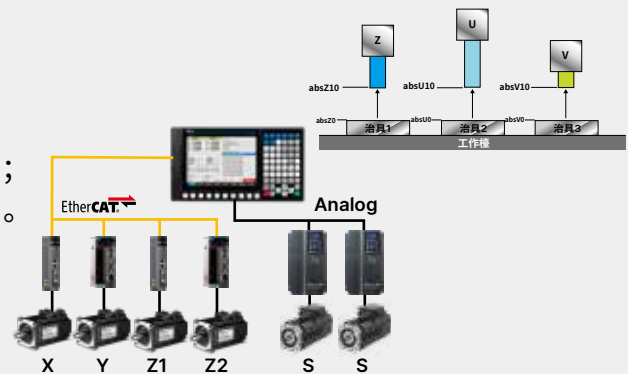 U
Z
V
absZ10
absU10
absV10
absZ0
absU0
absV0
治具1
治具2
治具3
工作檯
；
。
EtherCAT
Analog
X Y Z1 Z2 S S